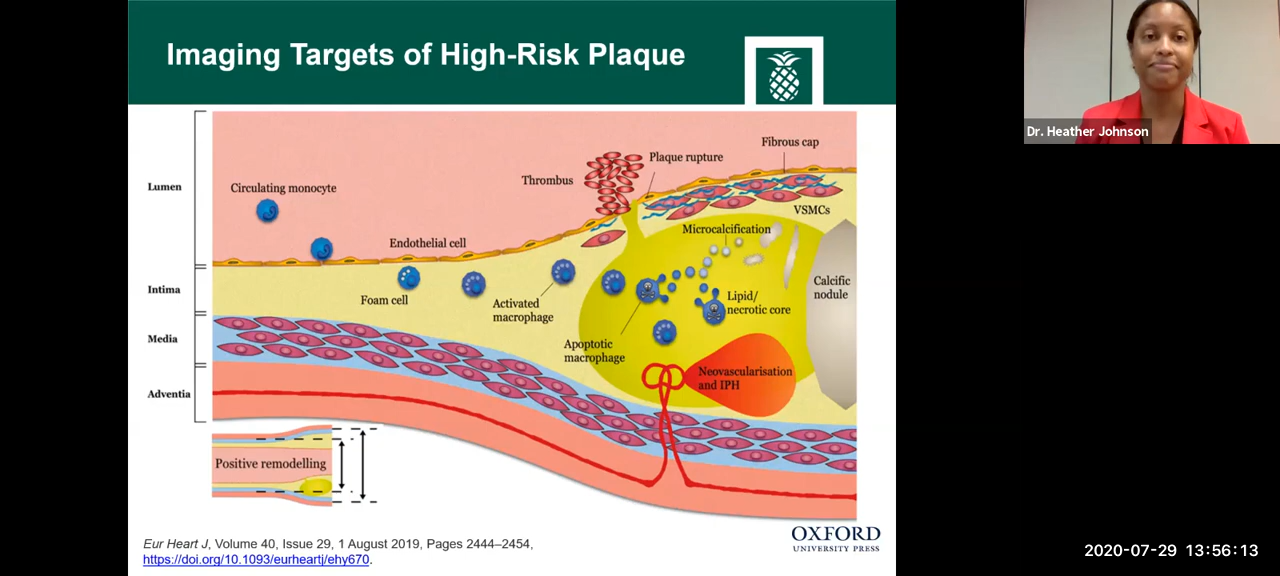 Imaging Targets of High-Risk Plaque
Dr. Heather Johnson
Fibrous cap
Plaque rupture
Thrombus
Lumen
Circulating monocyte
VSMCs
Microcalcification
Endothelial cell
Calcific
nodule
Intima
Foam cell
Activated
macrophage
Lipid/
necrotic core
Media
Apoptotic
macrophage
Neovascularisation
and IPH
Adventia
Positive remodelling
OXFORD
UNIVERSITY PRESS
Eur Heart J, Volume 40, Issue 29, 1 August 2019, Pages 2444–2454,
https://doi.org/10.1093/eurheartj/ehy670.
2020-07-29 13:56:13